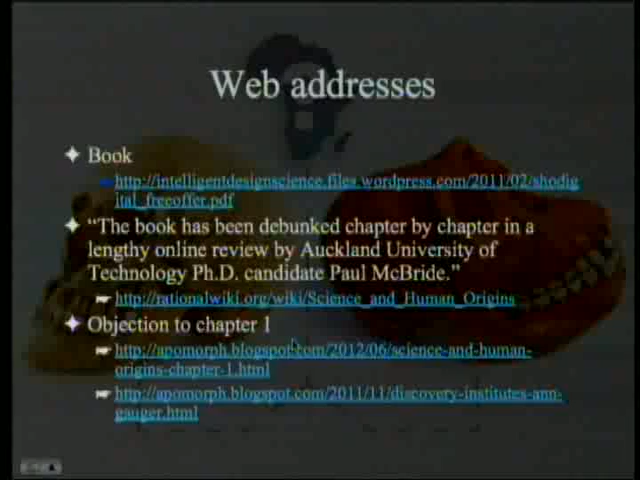 Web addresses
Book
http://intelligentdesignscience.files.wordpress.com/2011/02/shodig
ital_freeoffer.pdf
“The book has been debunked chapter by chapter in a
lengthy online review by Auckland University of
Technology Ph.D. candidate Paul McBride.”
http://rationalwiki.org/wiki/Science_and_Human_Origins
Objection to chapter 1
http://apomorph.blogspot.com/2012/06/science-and-human-
origins-chapter-1.html
http://apomorph.blogspot.com/2011/11/discovery-institutes-ann-
gauger.html